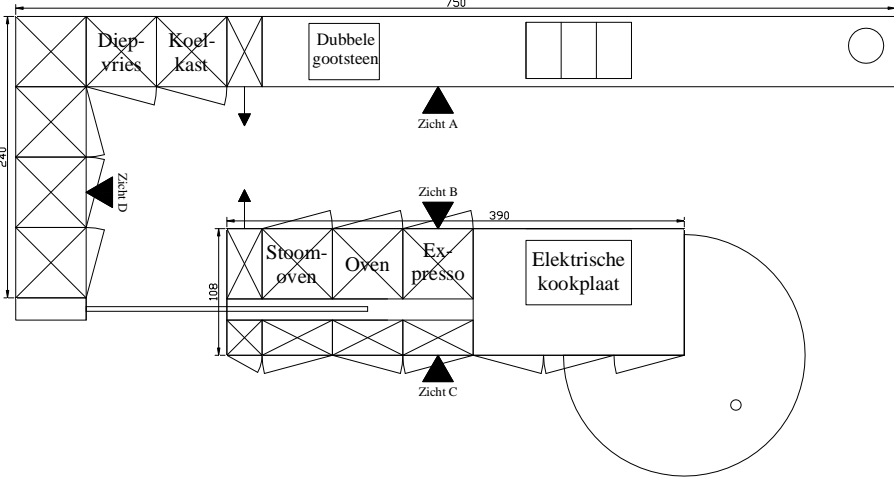 750
Diep-
vries
Koel-
kast
Dubbele
gootsteen
Zicht A
240
Zicht D
Zicht B
390
Stoom-
oven
Oven
Ex-
presso
Elektrische
kookplaat
108
Zicht C